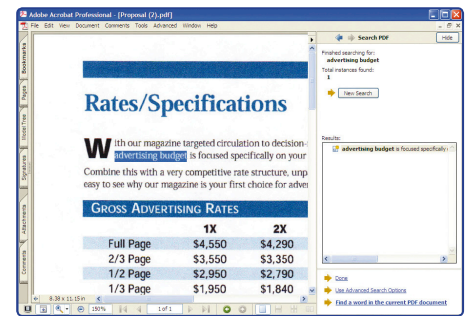 Adobe Acrobat Professional - [Proposal (2).pdf]
File Edit View Document Comments Tools Advanced Window Help
Search PDF
Hide
Bookmarks
Pages
Model Tree
Signatures
Attachments
Comments
Rates/Specifications
With our magazine targeted circulation to decision-
advertising budget is focused specifically on your
Combine this with a very competitive rate structure, unp
easy to see why our magazine is your first choice for adver
GROSS ADVERTISING RATES
1X 2X
Full Page $4,550 $4,290
2/3 Page $3,550 $3,350
1/2 Page $2,950 $2,790
1/3 Page $1,950 $1,840
8.38 x 11.15 in
150%
1 of 1
Finished searching for:
advertising budget
Total instances found:
1
New Search
Results:
advertising budget is focused specifically
Done
Use Advanced Search Options
Find a word in the current PDF document